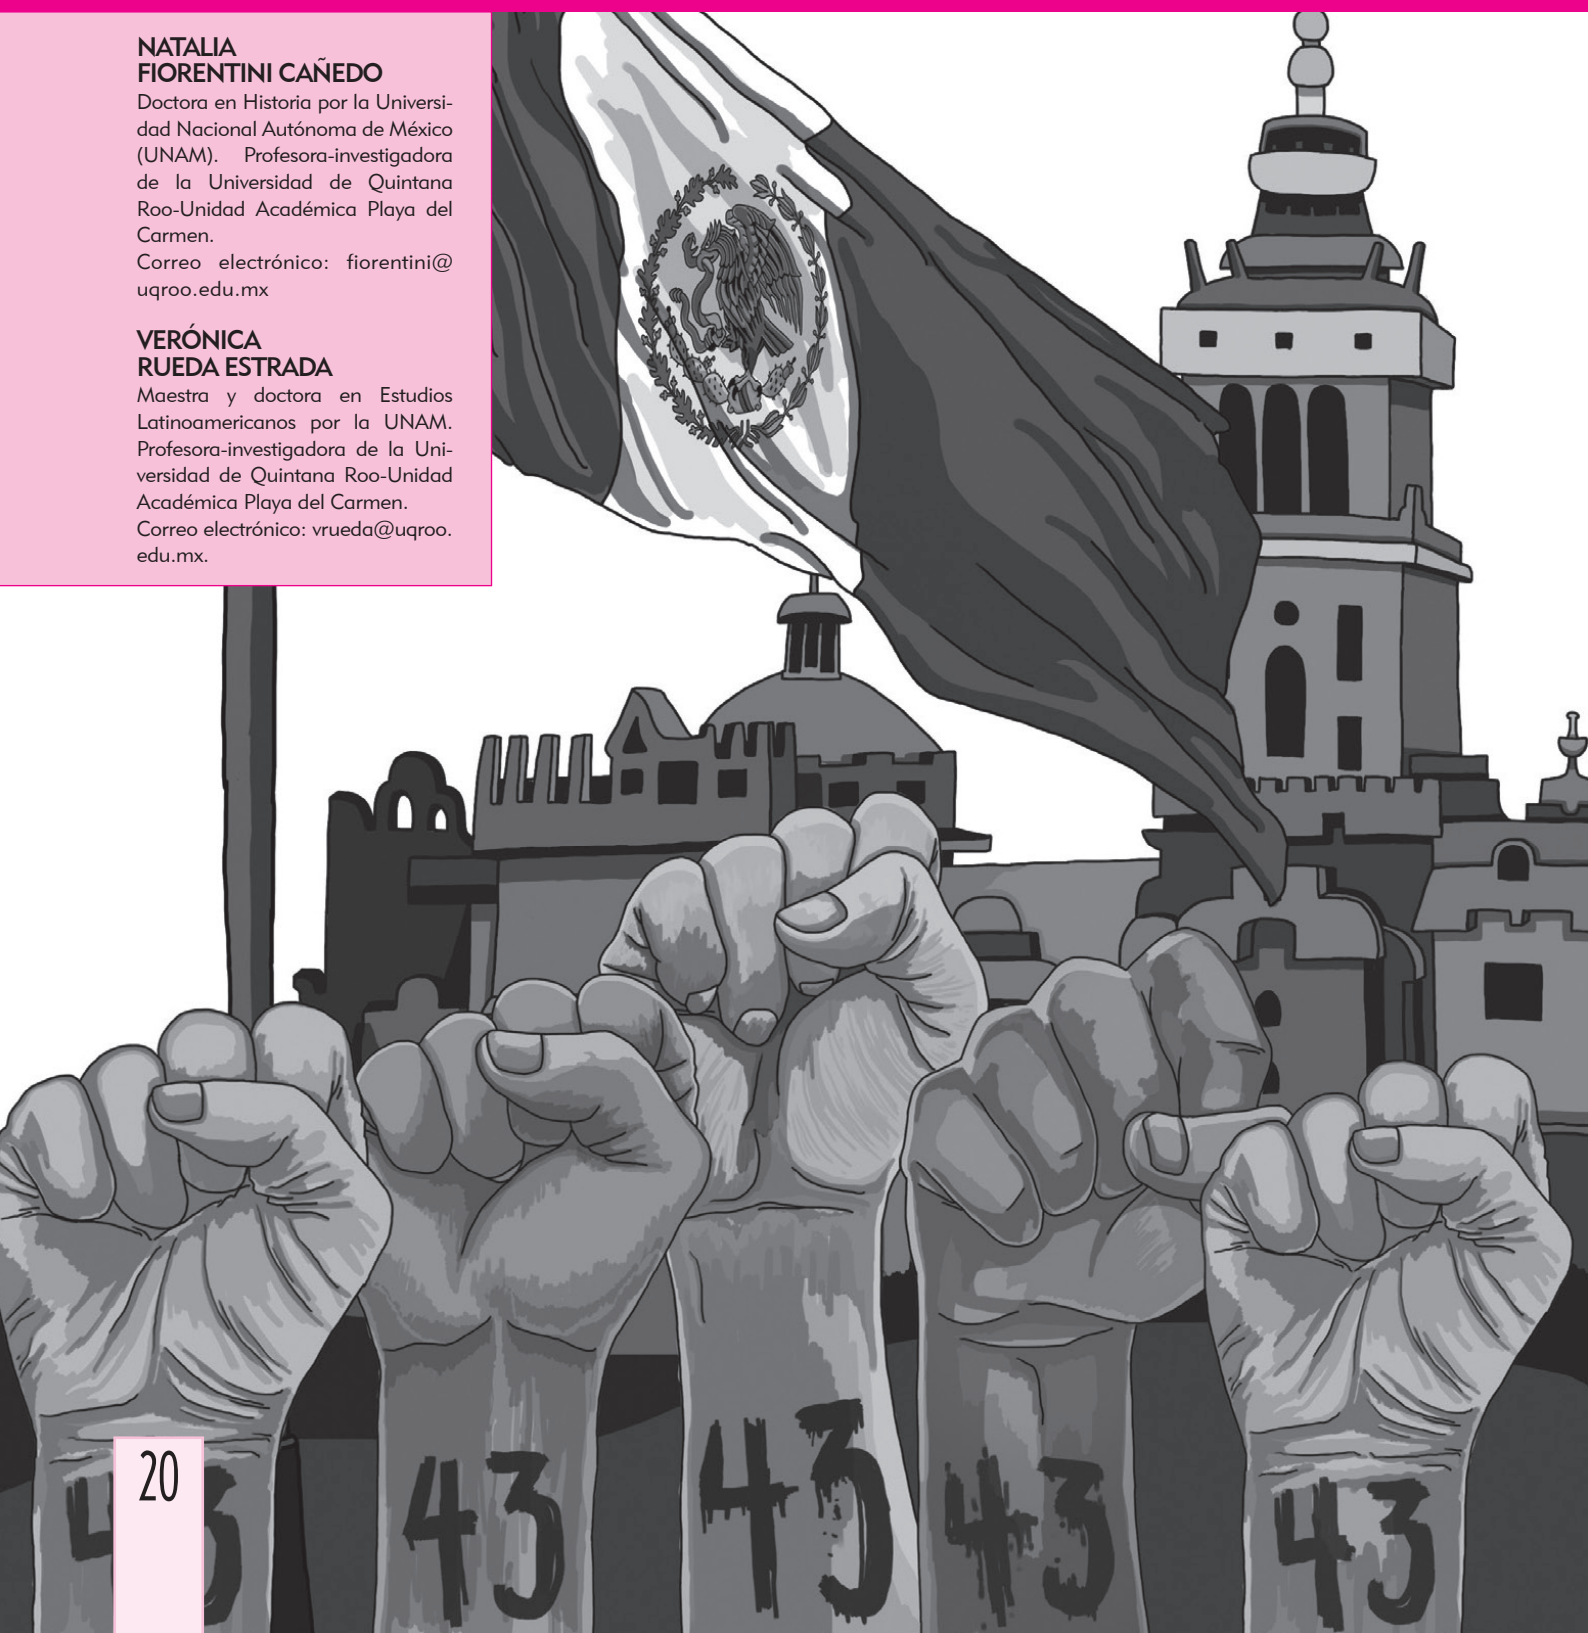 NATALIA
FIORENTINI CAÑEDO
Doctora en Historia por la Universi-
dad Nacional Autónoma de México
(UNAM). Profesora-investigadora
de la Universidad de Quintana
Roo-Unidad Académica Playa del
Carmen.
Correo electrónico: fiorentini@
uqroo.edu.mx
VERÓNICA
RUEDA ESTRADA
Maestra y doctora en Estudios
Latinoamericanos por la UNAM.
Profesora-investigadora de la Uni-
versidad de Quintana Roo-Unidad
Académica Playa del Carmen.
Correo electrónico: vrueda@uqroo.
edu.mx.
43
43
43
43
43
20